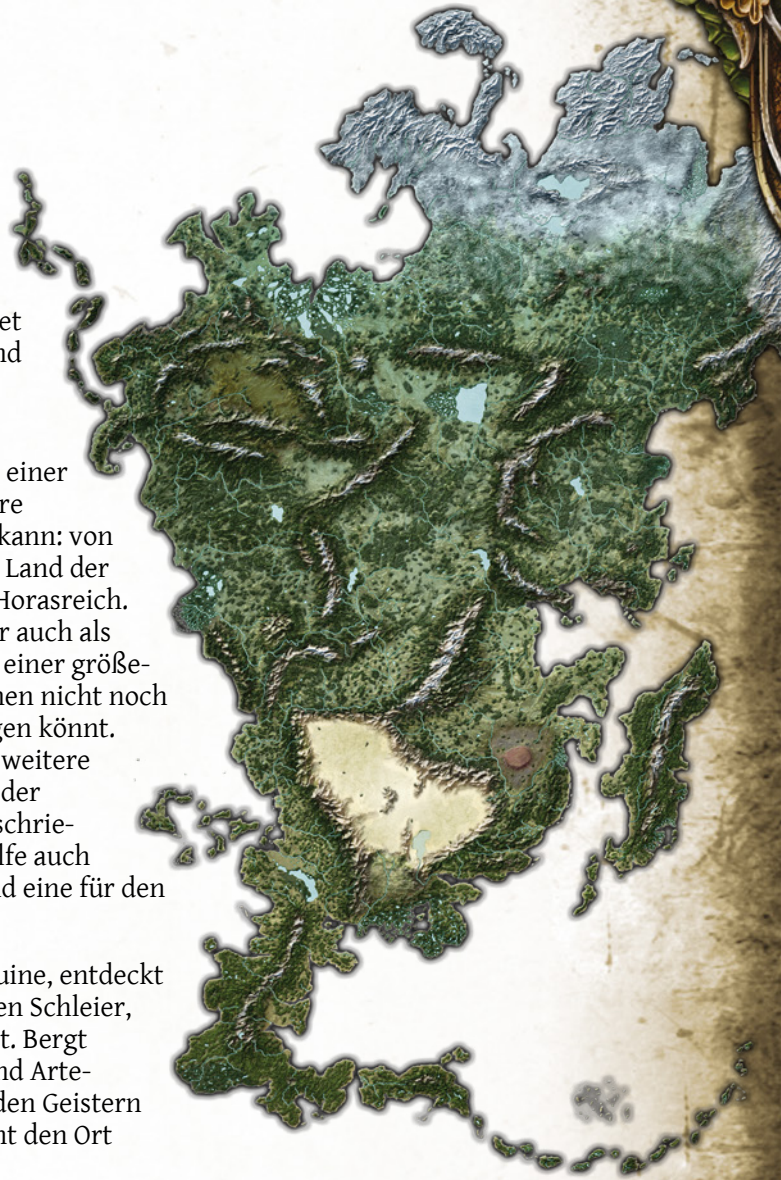 et
nd
einer
re
kann: von
Land der
Horasreich.
r auch als
einer größe-
nen nicht noch
gen könnt.
weitere
der
schrie-
lfe auch
nd eine für den
uine, entdeckt
en Schleier,
t. Bergt
nd Arte-
den Geistern
nt den Ort